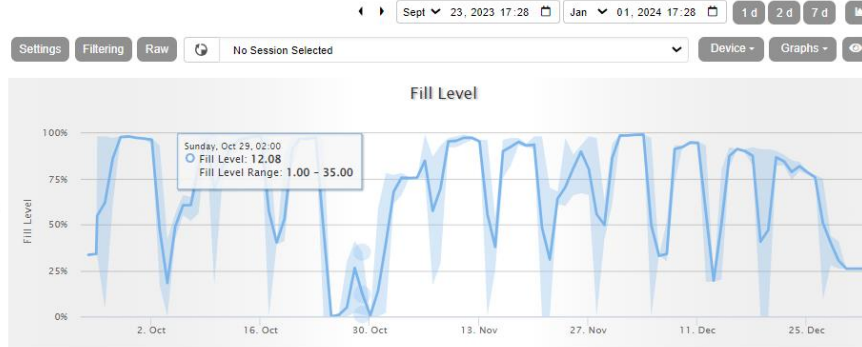 Sept 23, 2023 17:28 Jan 01, 2024 17:28 1 d 2 d 7 d
Settings Filtering Raw No Session Selected Device Graphs
Fill Level
100%
Sunday, Oct 29, 02:00
Fill Level: 12.08
Fill Level Range: 1.00 - 35.00
75%
50%
25%
0%
Fill Level
2. Oct 16. Oct 30. Oct 13. Nov 27. Nov 11. Dec 25. Dec